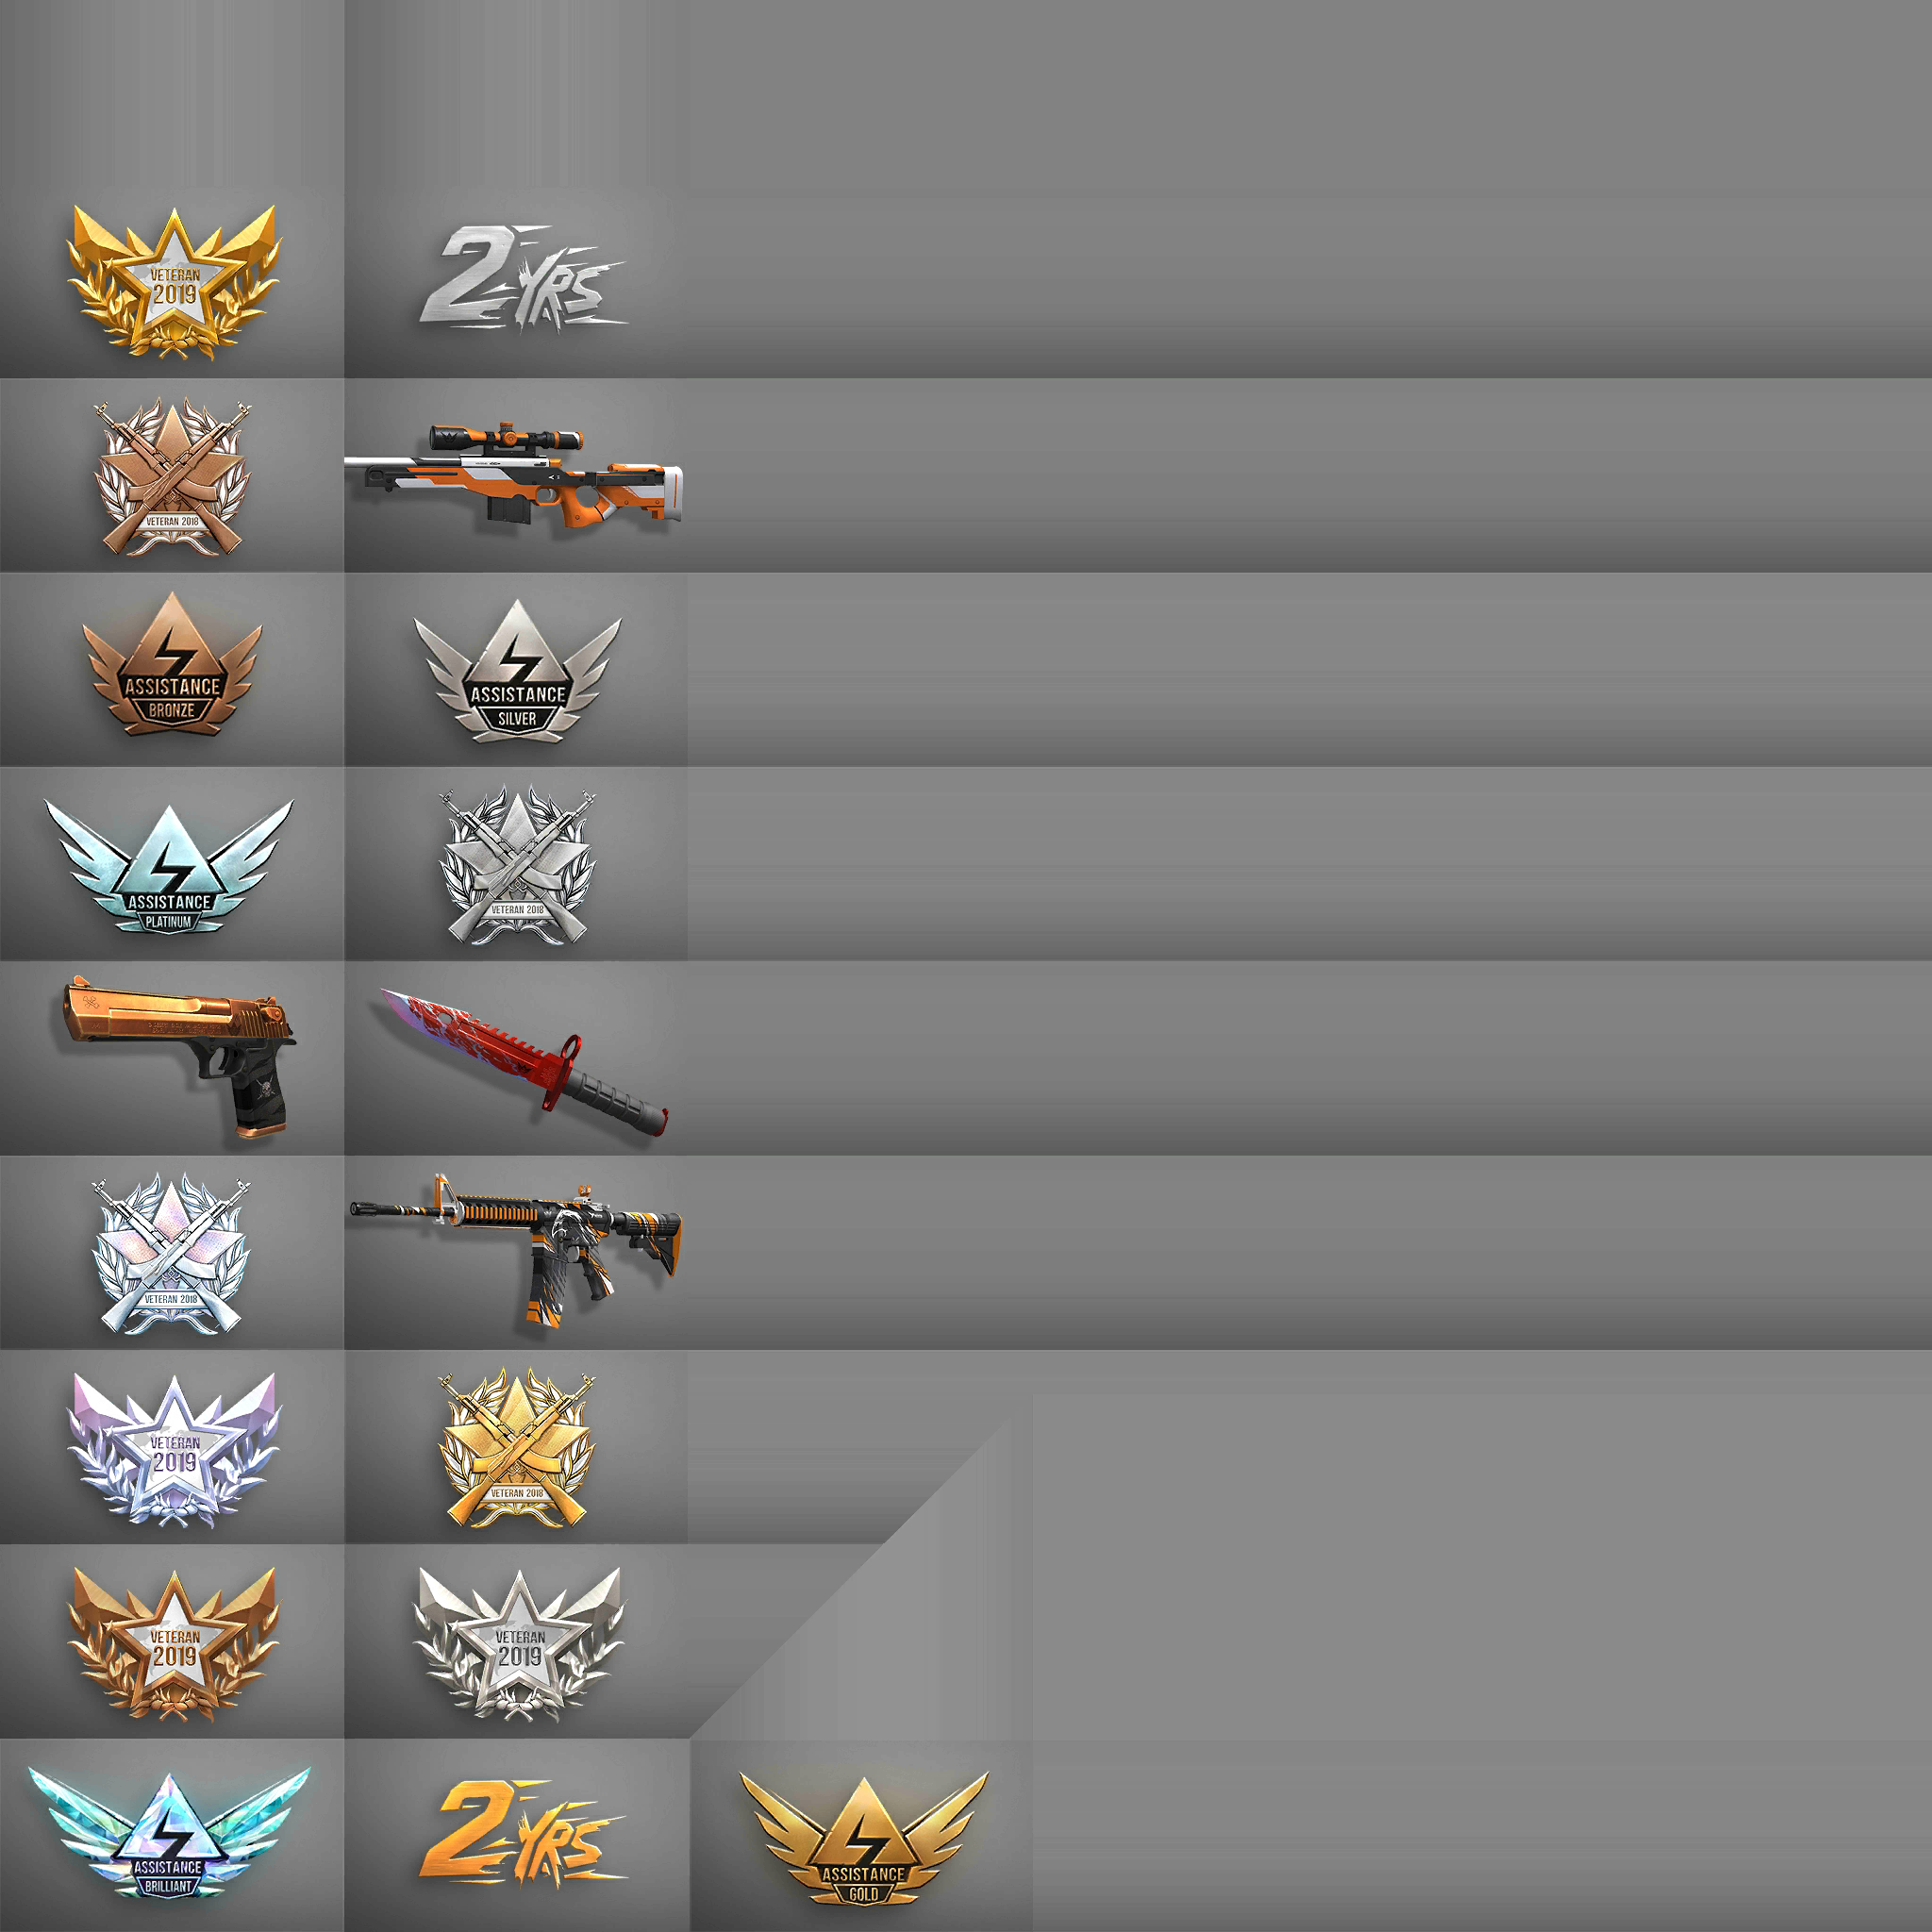 VETERAN
2019
2 YRS
VETERAN 2018
ASSISTANCE
BRONZE
ASSISTANCE
SILVER
ASSISTANCE
PLATINUM
VETERAN 2018
VETERAN 2018
VETERAN
2019
VETERAN 2018
VETERAN
2019
VETERAN
2019
ASSISTANCE
BRILLIANT
2 YRS
ASSISTANCE
GOLD